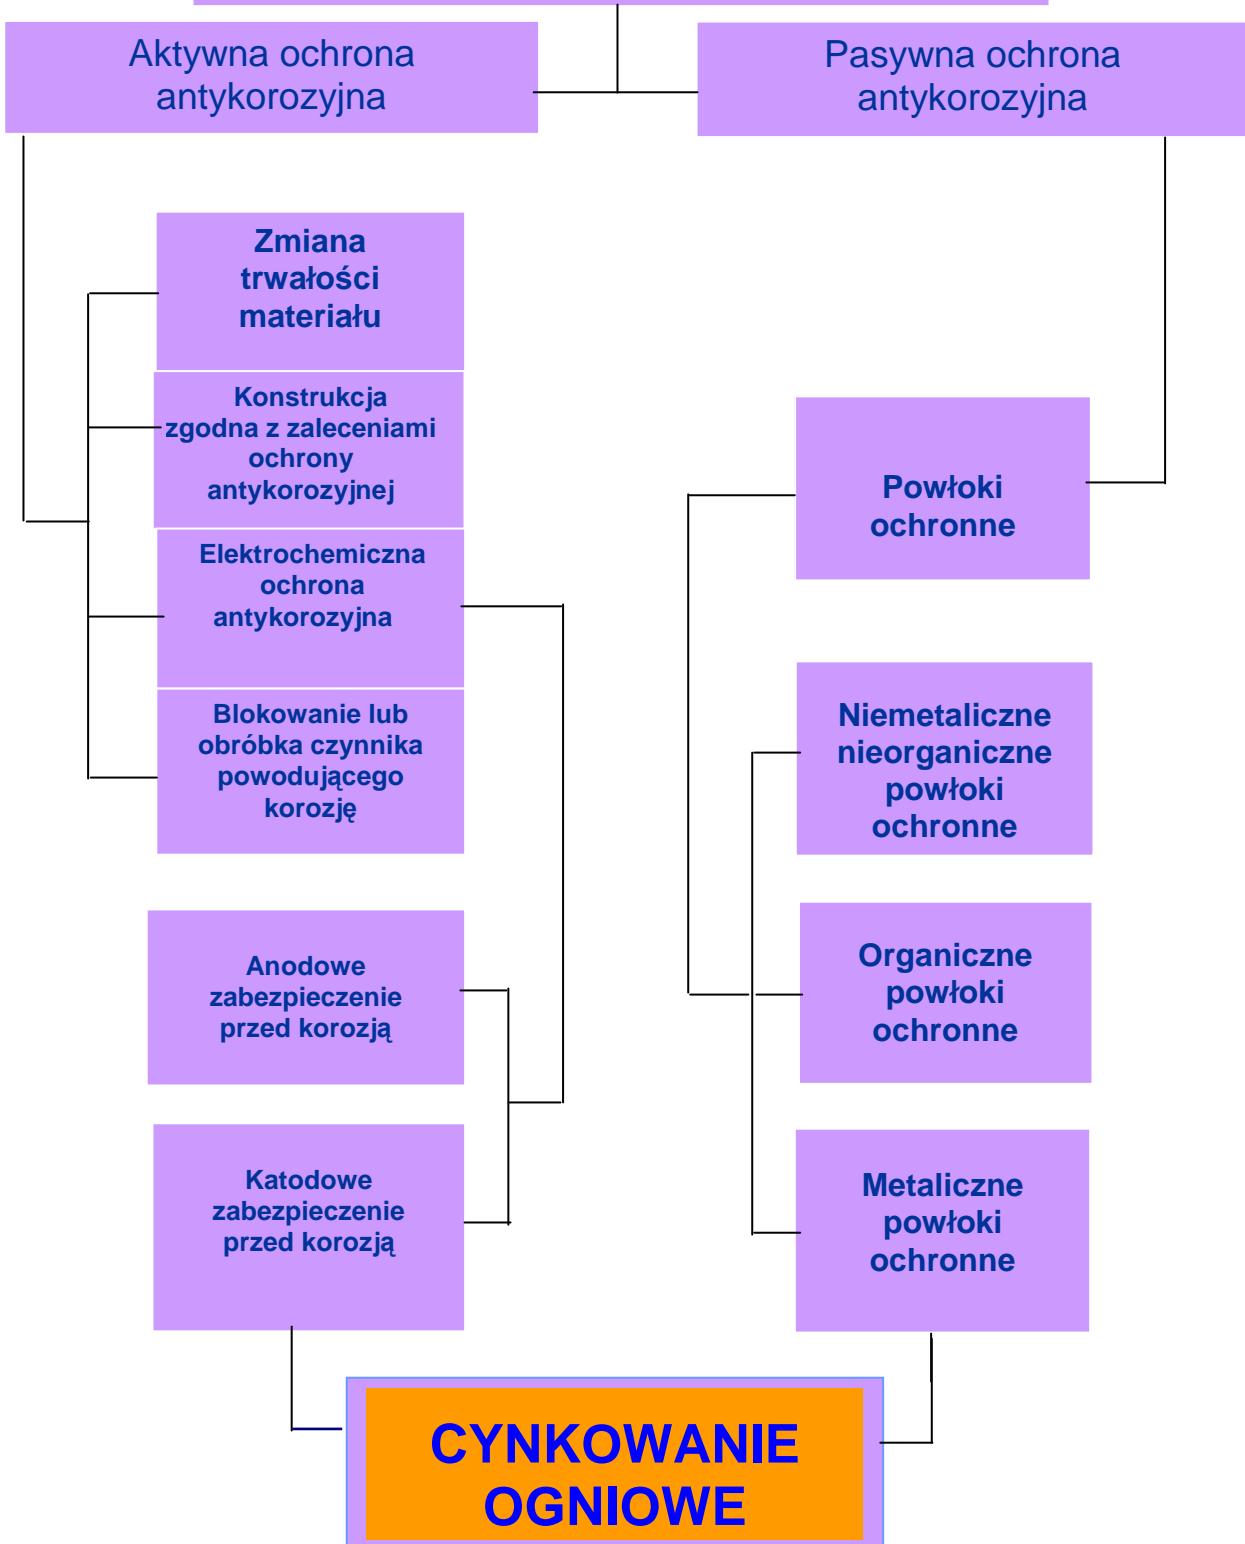 Aktywna ochrona
antykorozyjna
Pasywna ochrona
antykorozyjna
Zmiana
trwałości
materiału
Konstrukcja
zgodna z zaleceniami
ochrony
antykorozyjnej
Elektrochemiczna
ochrona
antykorozyjna
Blokowanie lub
obróbka czynnika
powodującego
korozję
Anodowe
zabezpieczenie
przed korozją
Katodowe
zabezpieczenie
przed korozją
Powłoki
ochronne
Niemetaliczne
nieorganiczne
powłoki
ochronne
Organiczne
powłoki
ochronne
Metaliczne
powłoki
ochronne
CYNKOWANIE
OGNIOWE